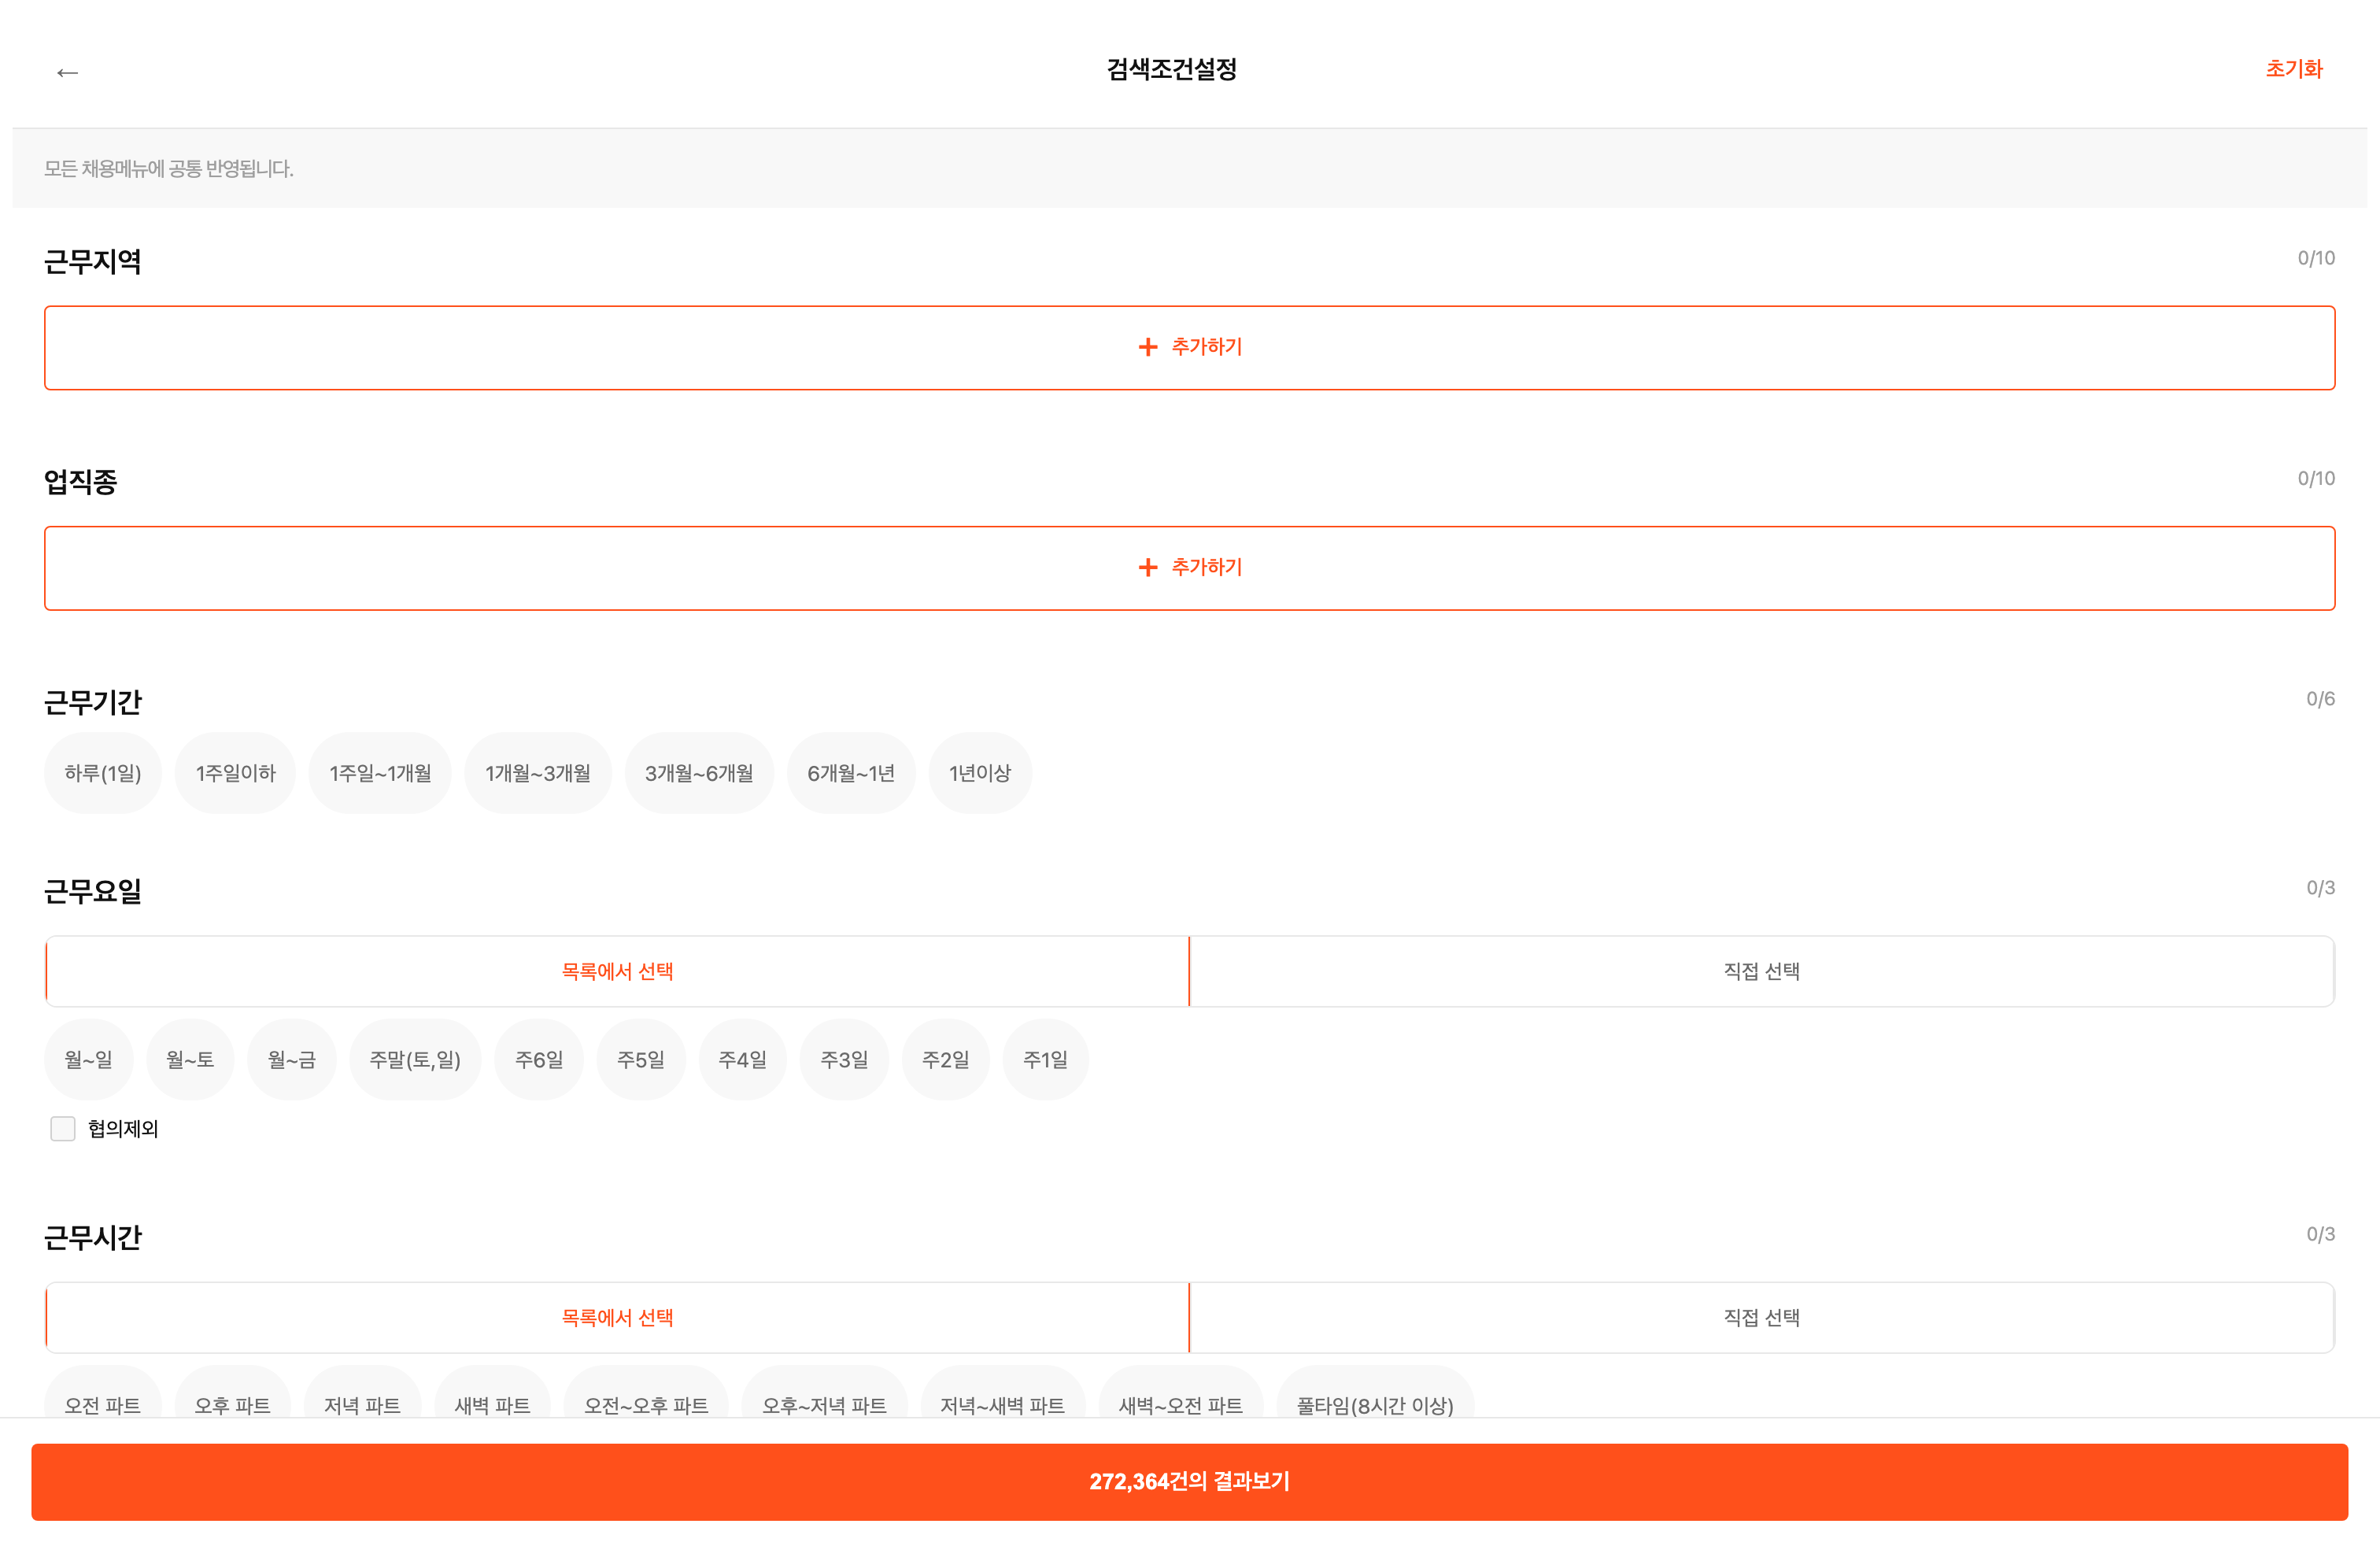 ←
검색조건설정
초기화
모든 채용메뉴에 공통 반영됩니다.
근무지역
0/10
+ 추가하기
업직종
0/10
+ 추가하기
근무기간
0/6
하루(1일) 1주일이하 1주일~1개월 1개월~3개월 3개월~6개월 6개월~1년 1년이상
근무요일
0/3
목록에서 선택 직접 선택
월~일 월~토 월~금 주말(토,일) 주6일 주5일 주4일 주3일 주2일 주1일
협의제외
근무시간
0/3
목록에서 선택 직접 선택
오전 파트 오후 파트 저녁 파트 새벽 파트 오전~오후 파트 오후~저녁 파트 저녁~새벽 파트 새벽~오전 파트 풀타임(8시간 이상)
272,364건의 결과보기